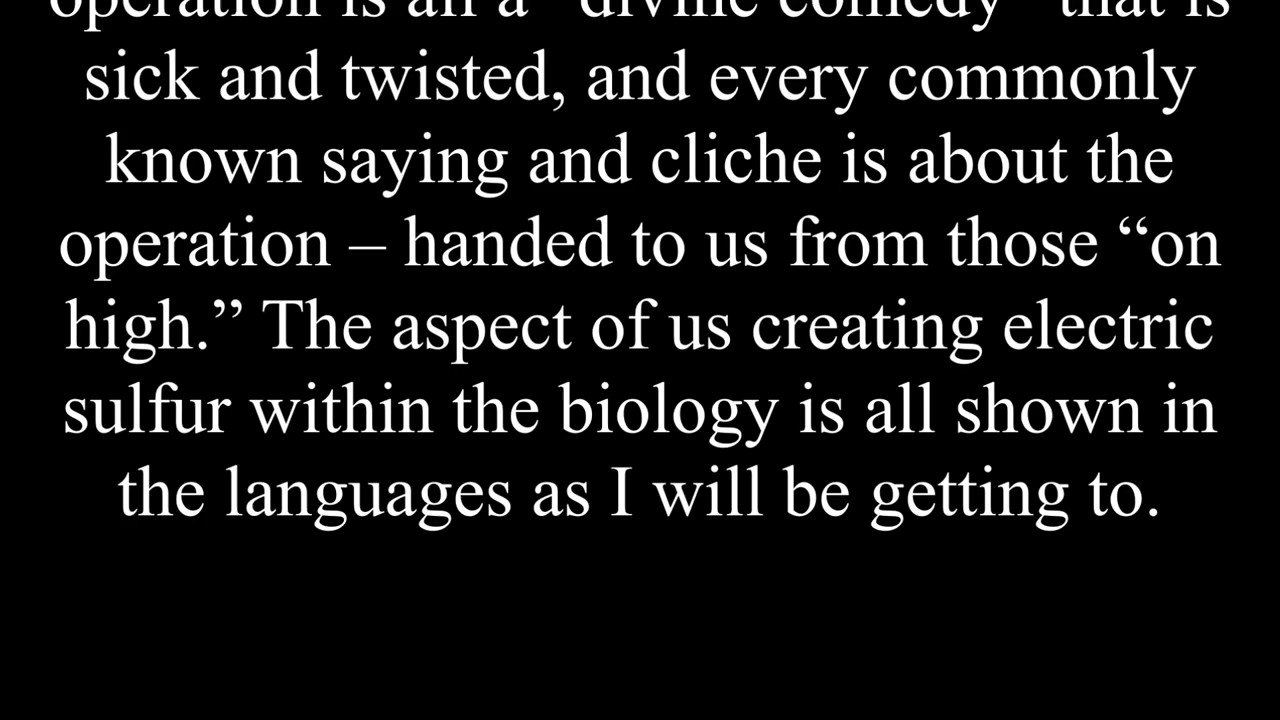 operation is all a “divine comedy” that is
sick and twisted, and every commonly
known saying and cliche is about the
operation – handed to us from those “on
high.” The aspect of us creating electric
sulfur within the biology is all shown in
the languages as I will be getting to.